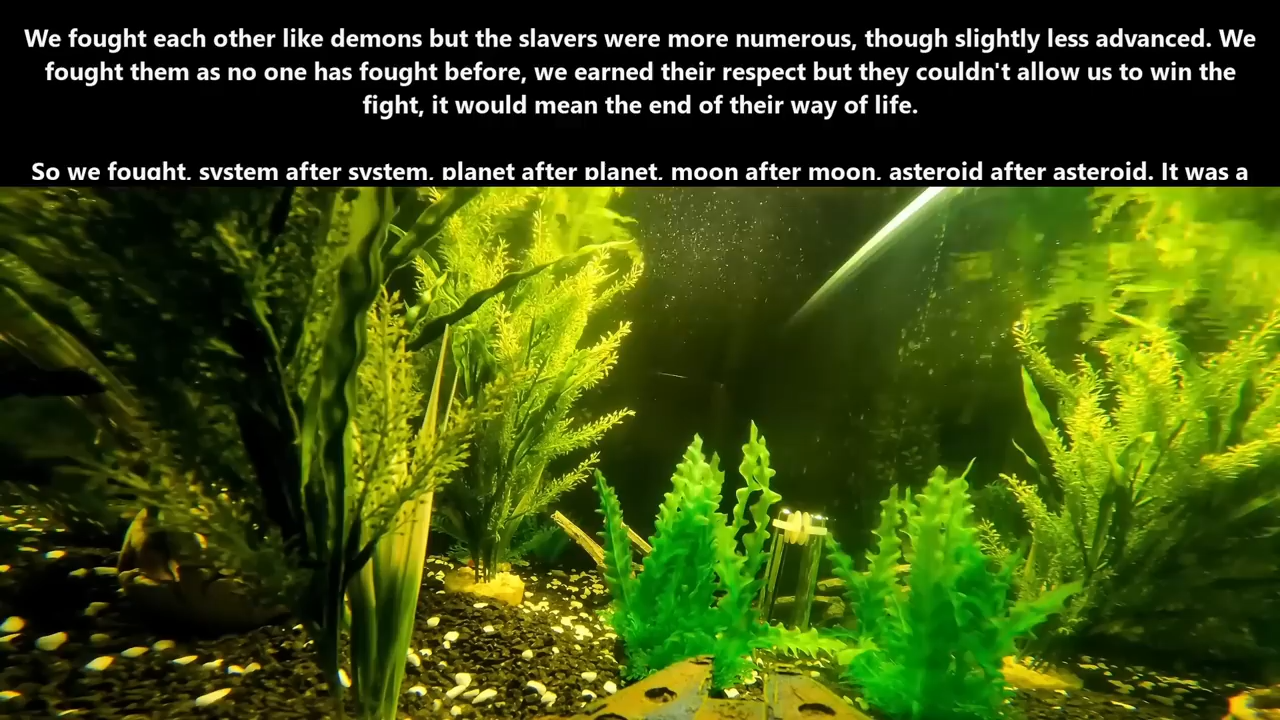 We fought each other like demons but the slavers were more numerous, though slightly less advanced. We
fought them as no one has fought before, we earned their respect but they couldn't allow us to win the
fight, it would mean the end of their way of life.
So we fought, system after system, planet after planet, moon after moon, asteroid after asteroid. It was a